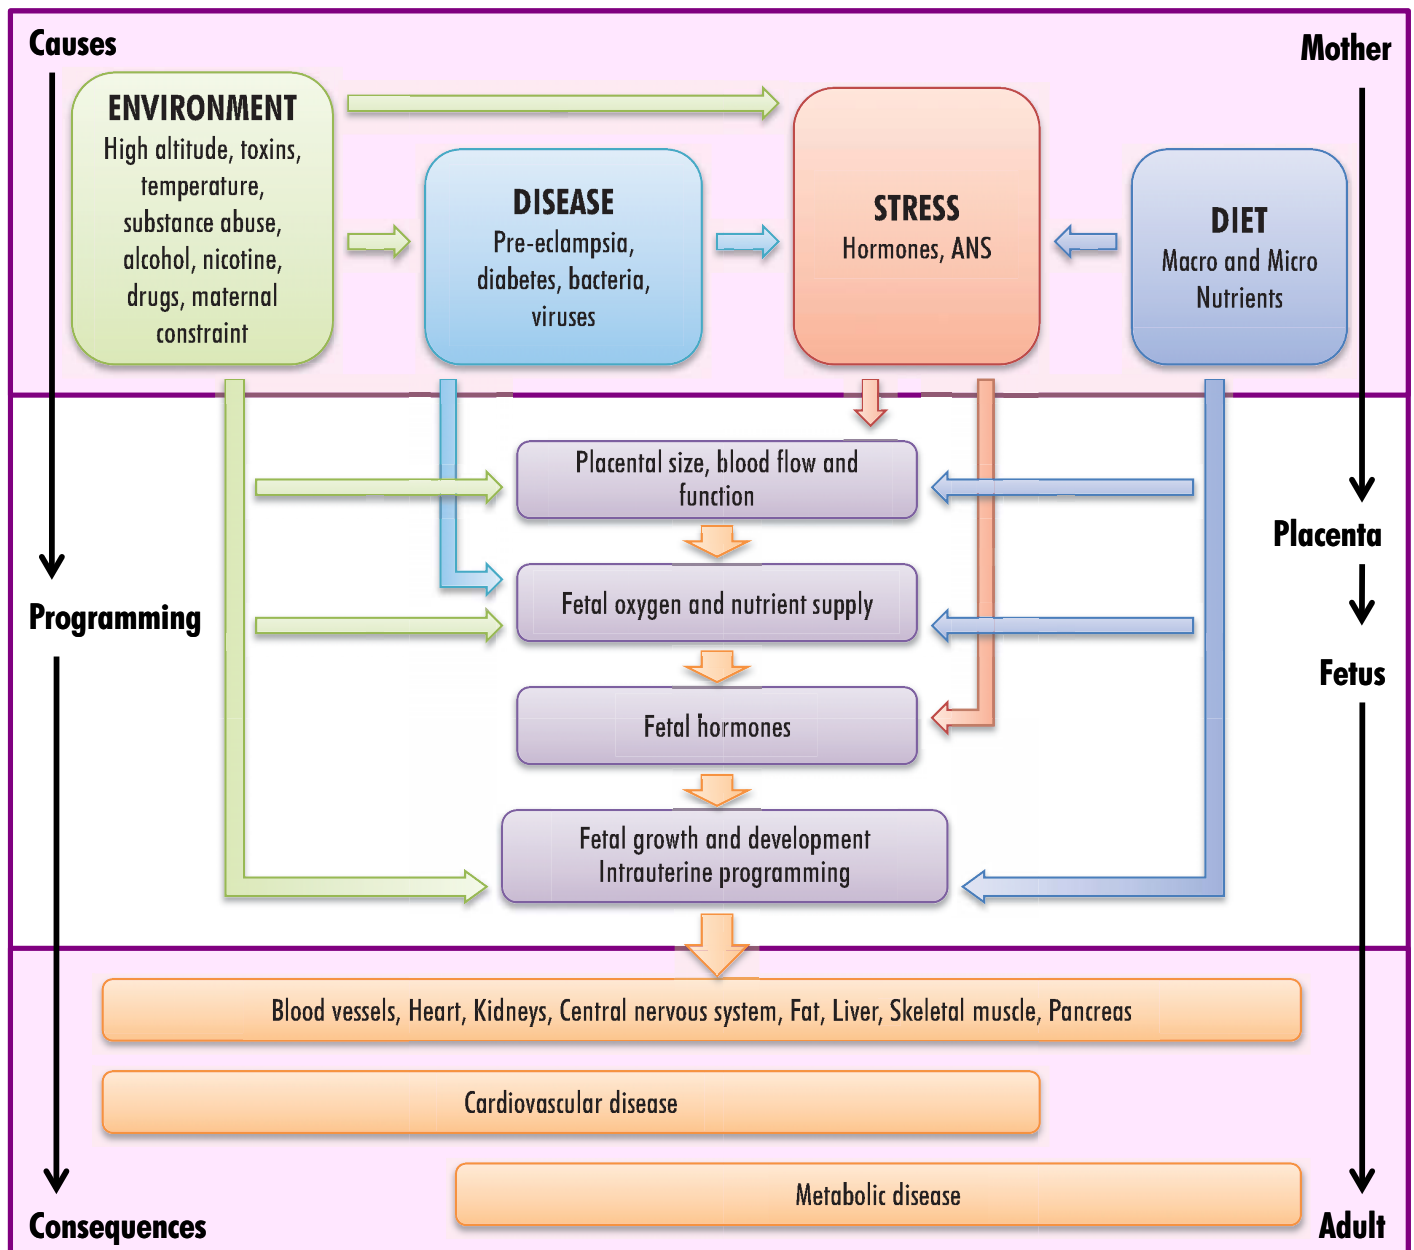 Causes
Mother
ENVIRONMENT
High altitude, toxins,
temperature,
substance abuse,
alcohol, nicotine,
drugs, maternal
constraint
DISEASE
Pre-eclampsia,
diabetes, bacteria,
viruses
STRESS
Hormones, ANS
DIET
Macro and Micro
Nutrients
Placental size, blood flow and
function
Placenta
Fetal oxygen and nutrient supply
Programming
Fetus
Fetal hormones
Fetal growth and development
Intrauterine programming
Blood vessels, Heart, Kidneys, Central nervous system, Fat, Liver, Skeletal muscle, Pancreas
Cardiovascular disease
Metabolic disease
Consequences
Adult